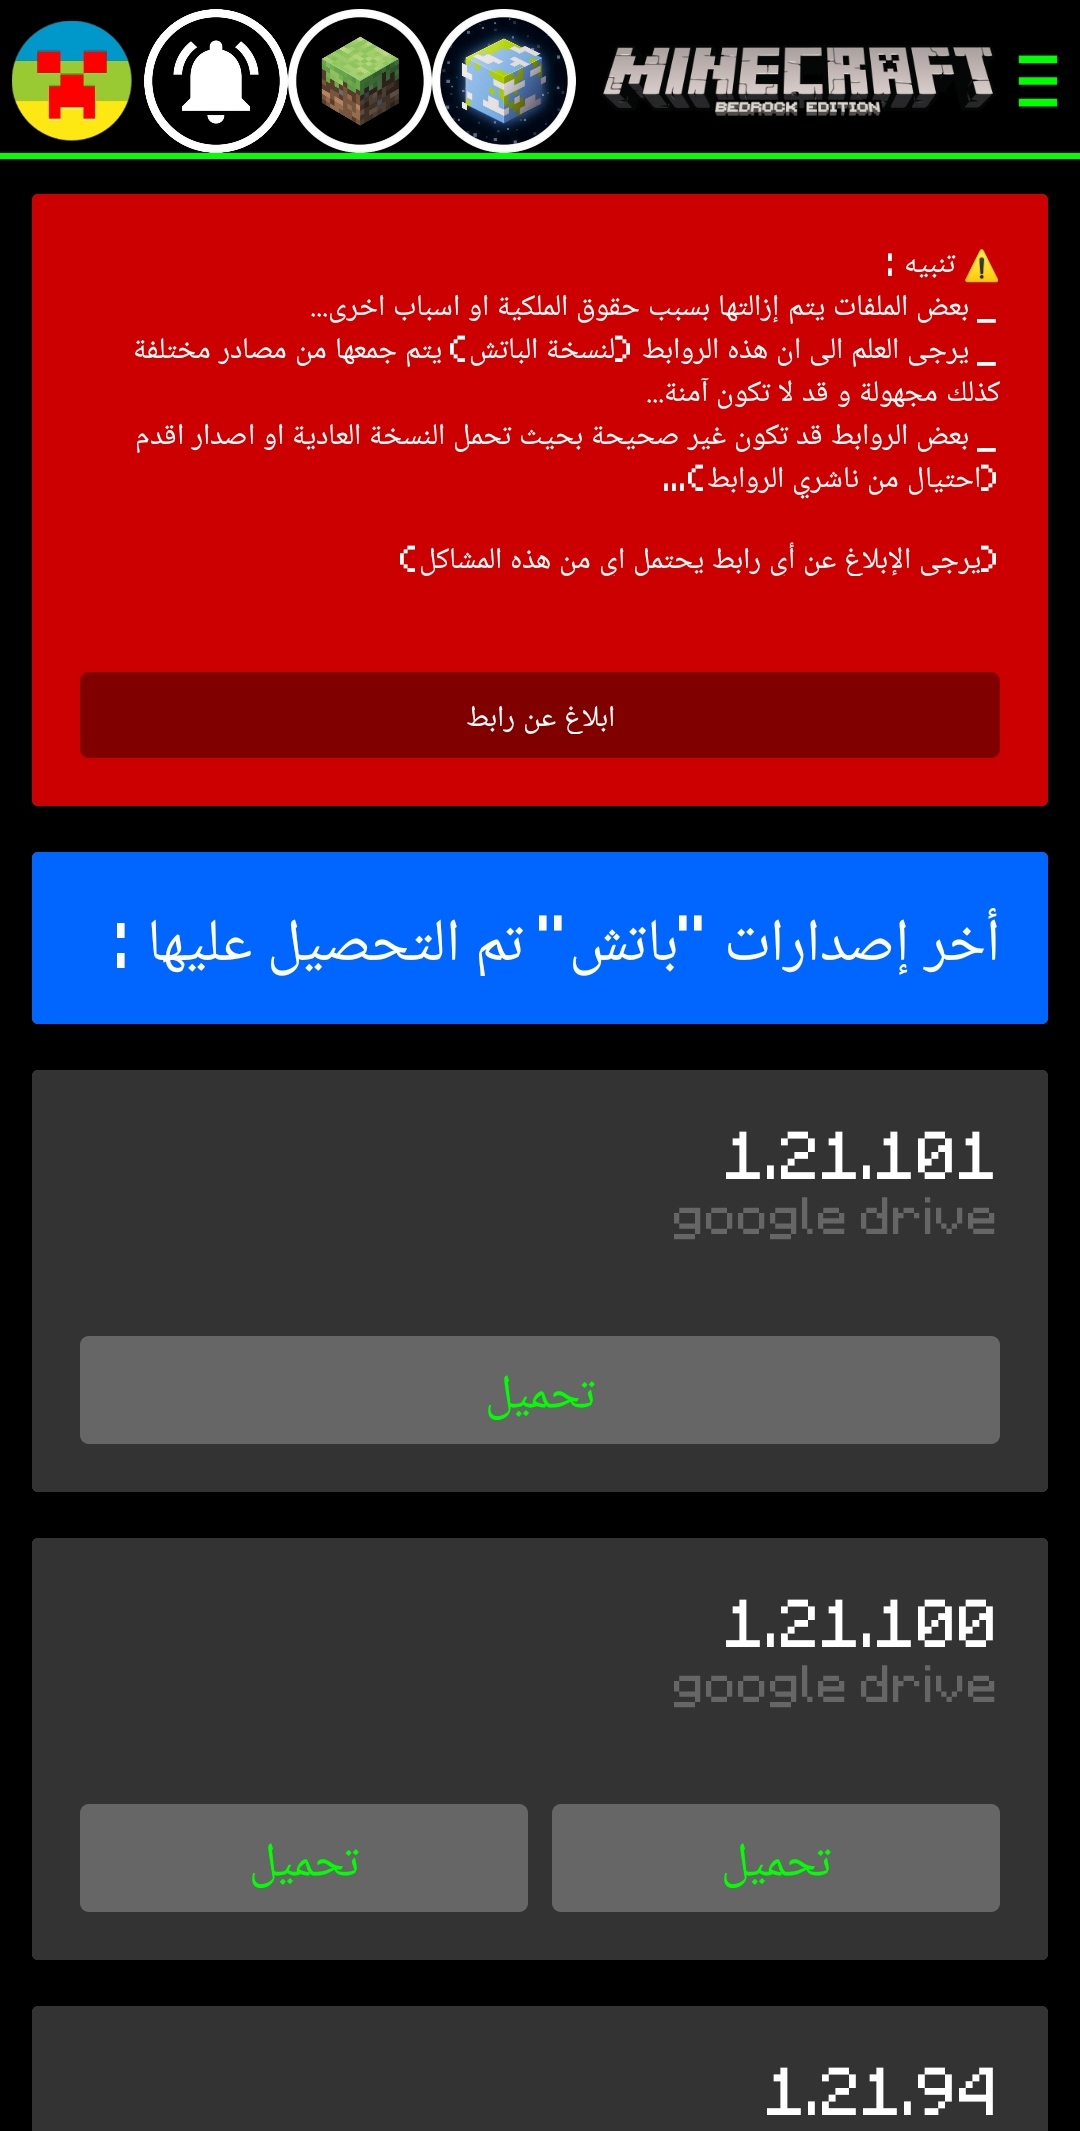 MINECRAFT
BEDROCK EDITION
⚠️ تنبيه :
_ بعض الملفات يتم إزالتها بسبب حقوق الملكية او اسباب اخرى...
_ يرجى العلم الى ان هذه الروابط (لنسخة الباتش) يتم جمعها من مصادر مختلفة
كذلك مجهولة و قد لا تكون آمنة...
_ بعض الروابط قد تكون غير صحيحة بحيث تحمل النسخة العادية او اصدار اقدم
(احتيال من ناشري الروابط)...
(يرجى الإبلاغ عن أى رابط يحتمل اى من هذه المشاكل)
ابلاغ عن رابط
أخر إصدارات "باتش" تم التحصيل عليها :
1.21.101
google drive
تحميل
1.21.100
google drive
تحميل تحميل
1.21.94